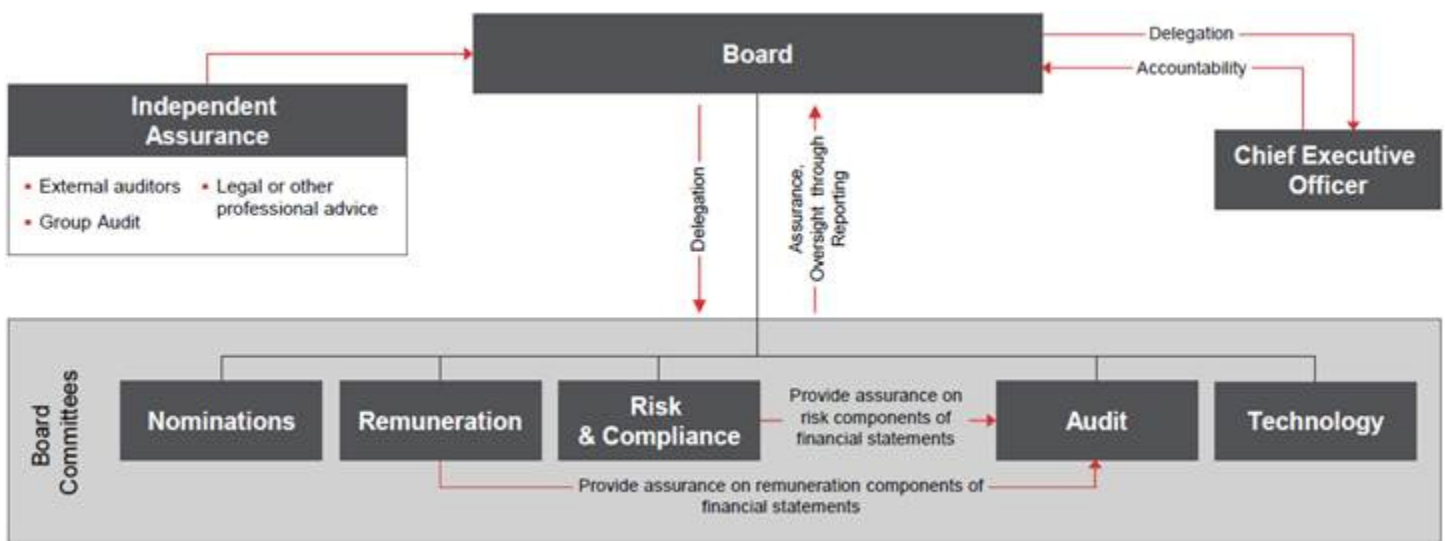 Board
Delegation
Accountability
Independent
Assurance
• External auditors
• Group Audit
• Legal or other
professional advice
Chief Executive
Officer
Delegation
Assurance,
Oversight through
Reporting
Board
Committees
Nominations
Remuneration
Risk
& Compliance
Provide assurance on
risk components of
financial statements
Audit
Technology
Provide assurance on remuneration components of
financial statements